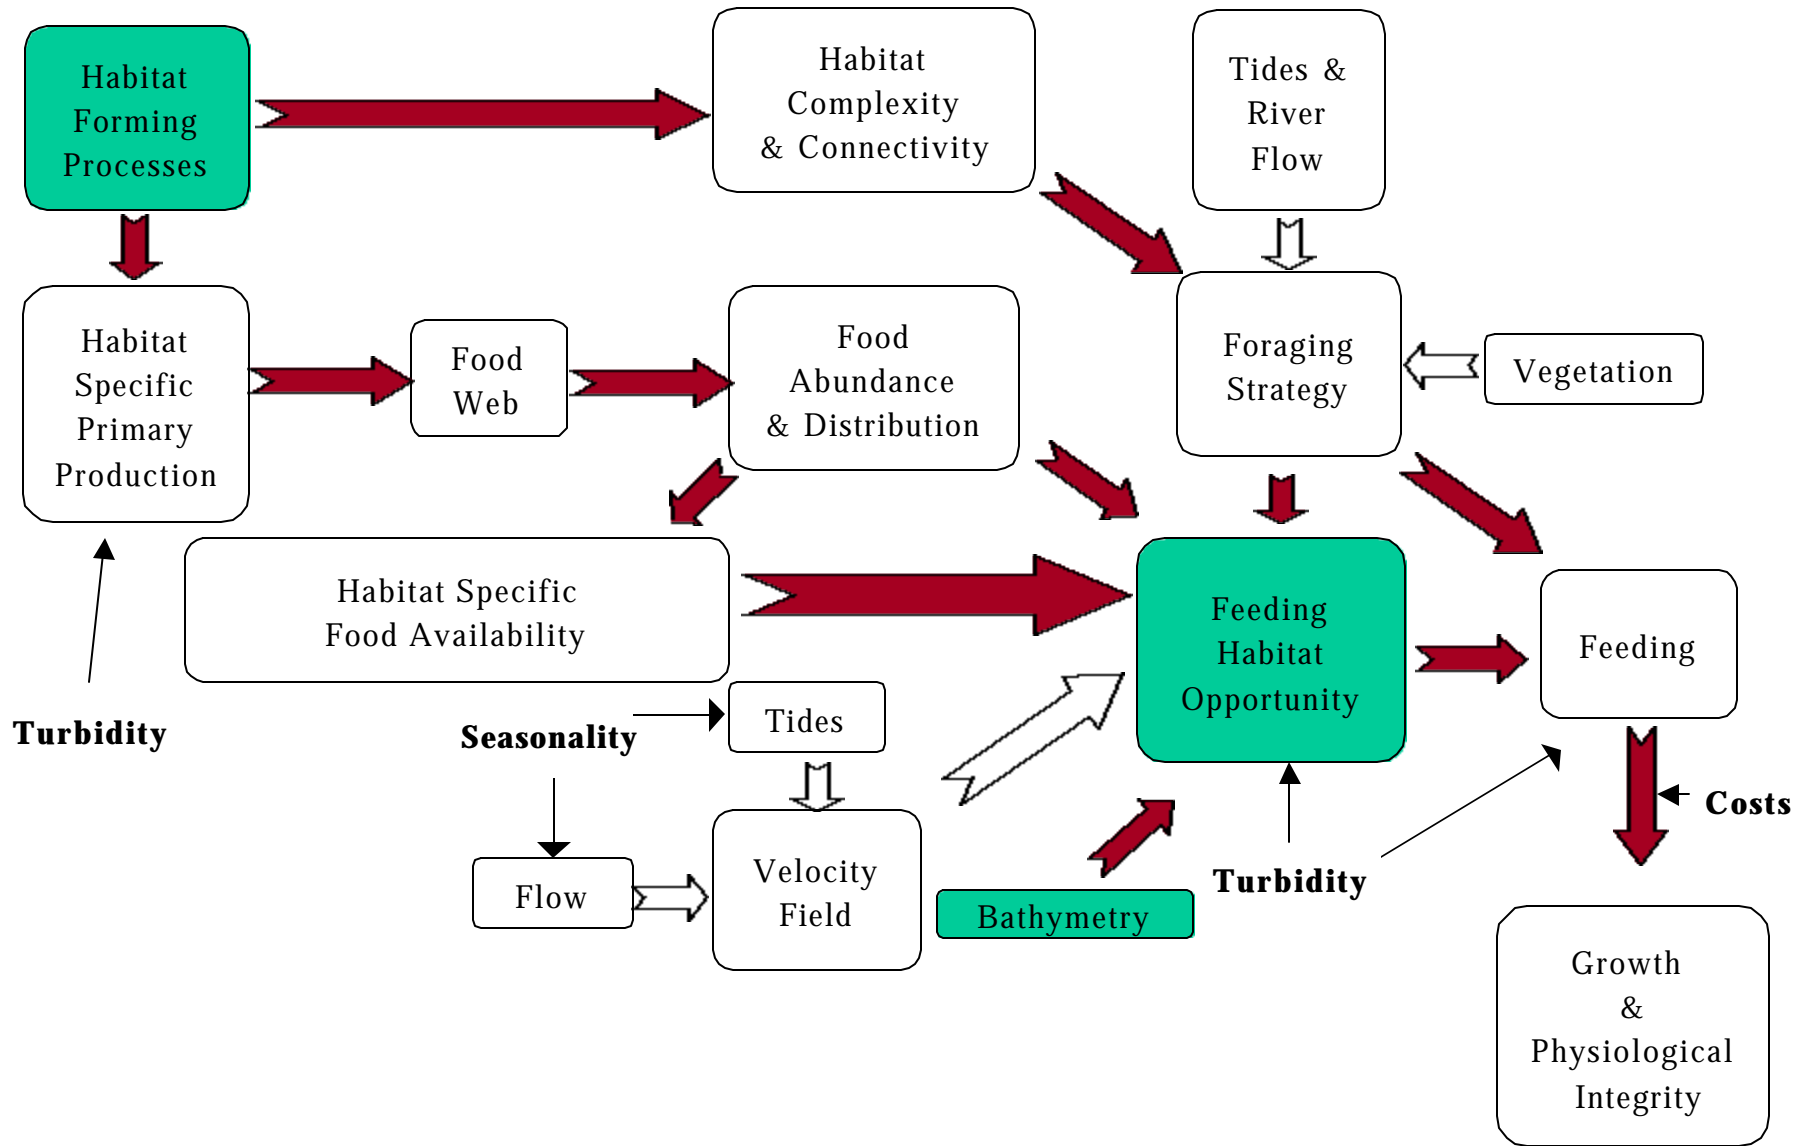 Habitat
Forming
Processes
Habitat
Complexity
& Connectivity
Tides &
River
Flow
Habitat
Specific
Primary
Production
Food
Web
Food
Abundance
& Distribution
Foraging
Strategy
Vegetation
Habitat Specific
Food Availability
Feeding
Habitat
Opportunity
Feeding
Turbidity
Seasonality
Tides
Costs
Flow
Velocity
Field
Bathymetry
Turbidity
Growth
&
Physiological
Integrity